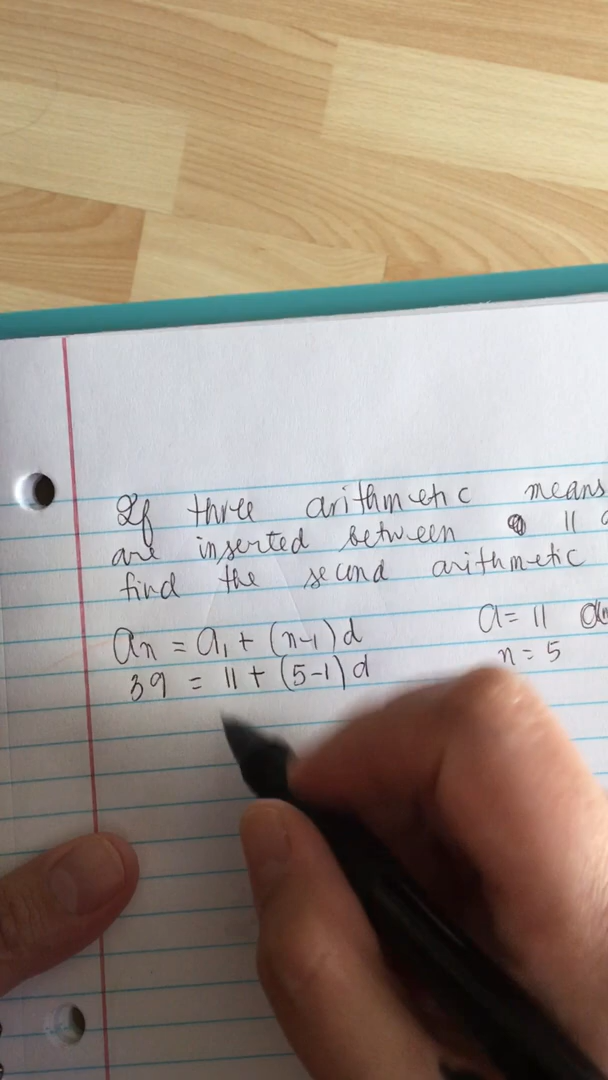 If three arithmetic means
are inserted between 11
find the second arithmetic
an = a1 + (n-1)d
a = 11
39 = 11 + (5-1)d
n = 5